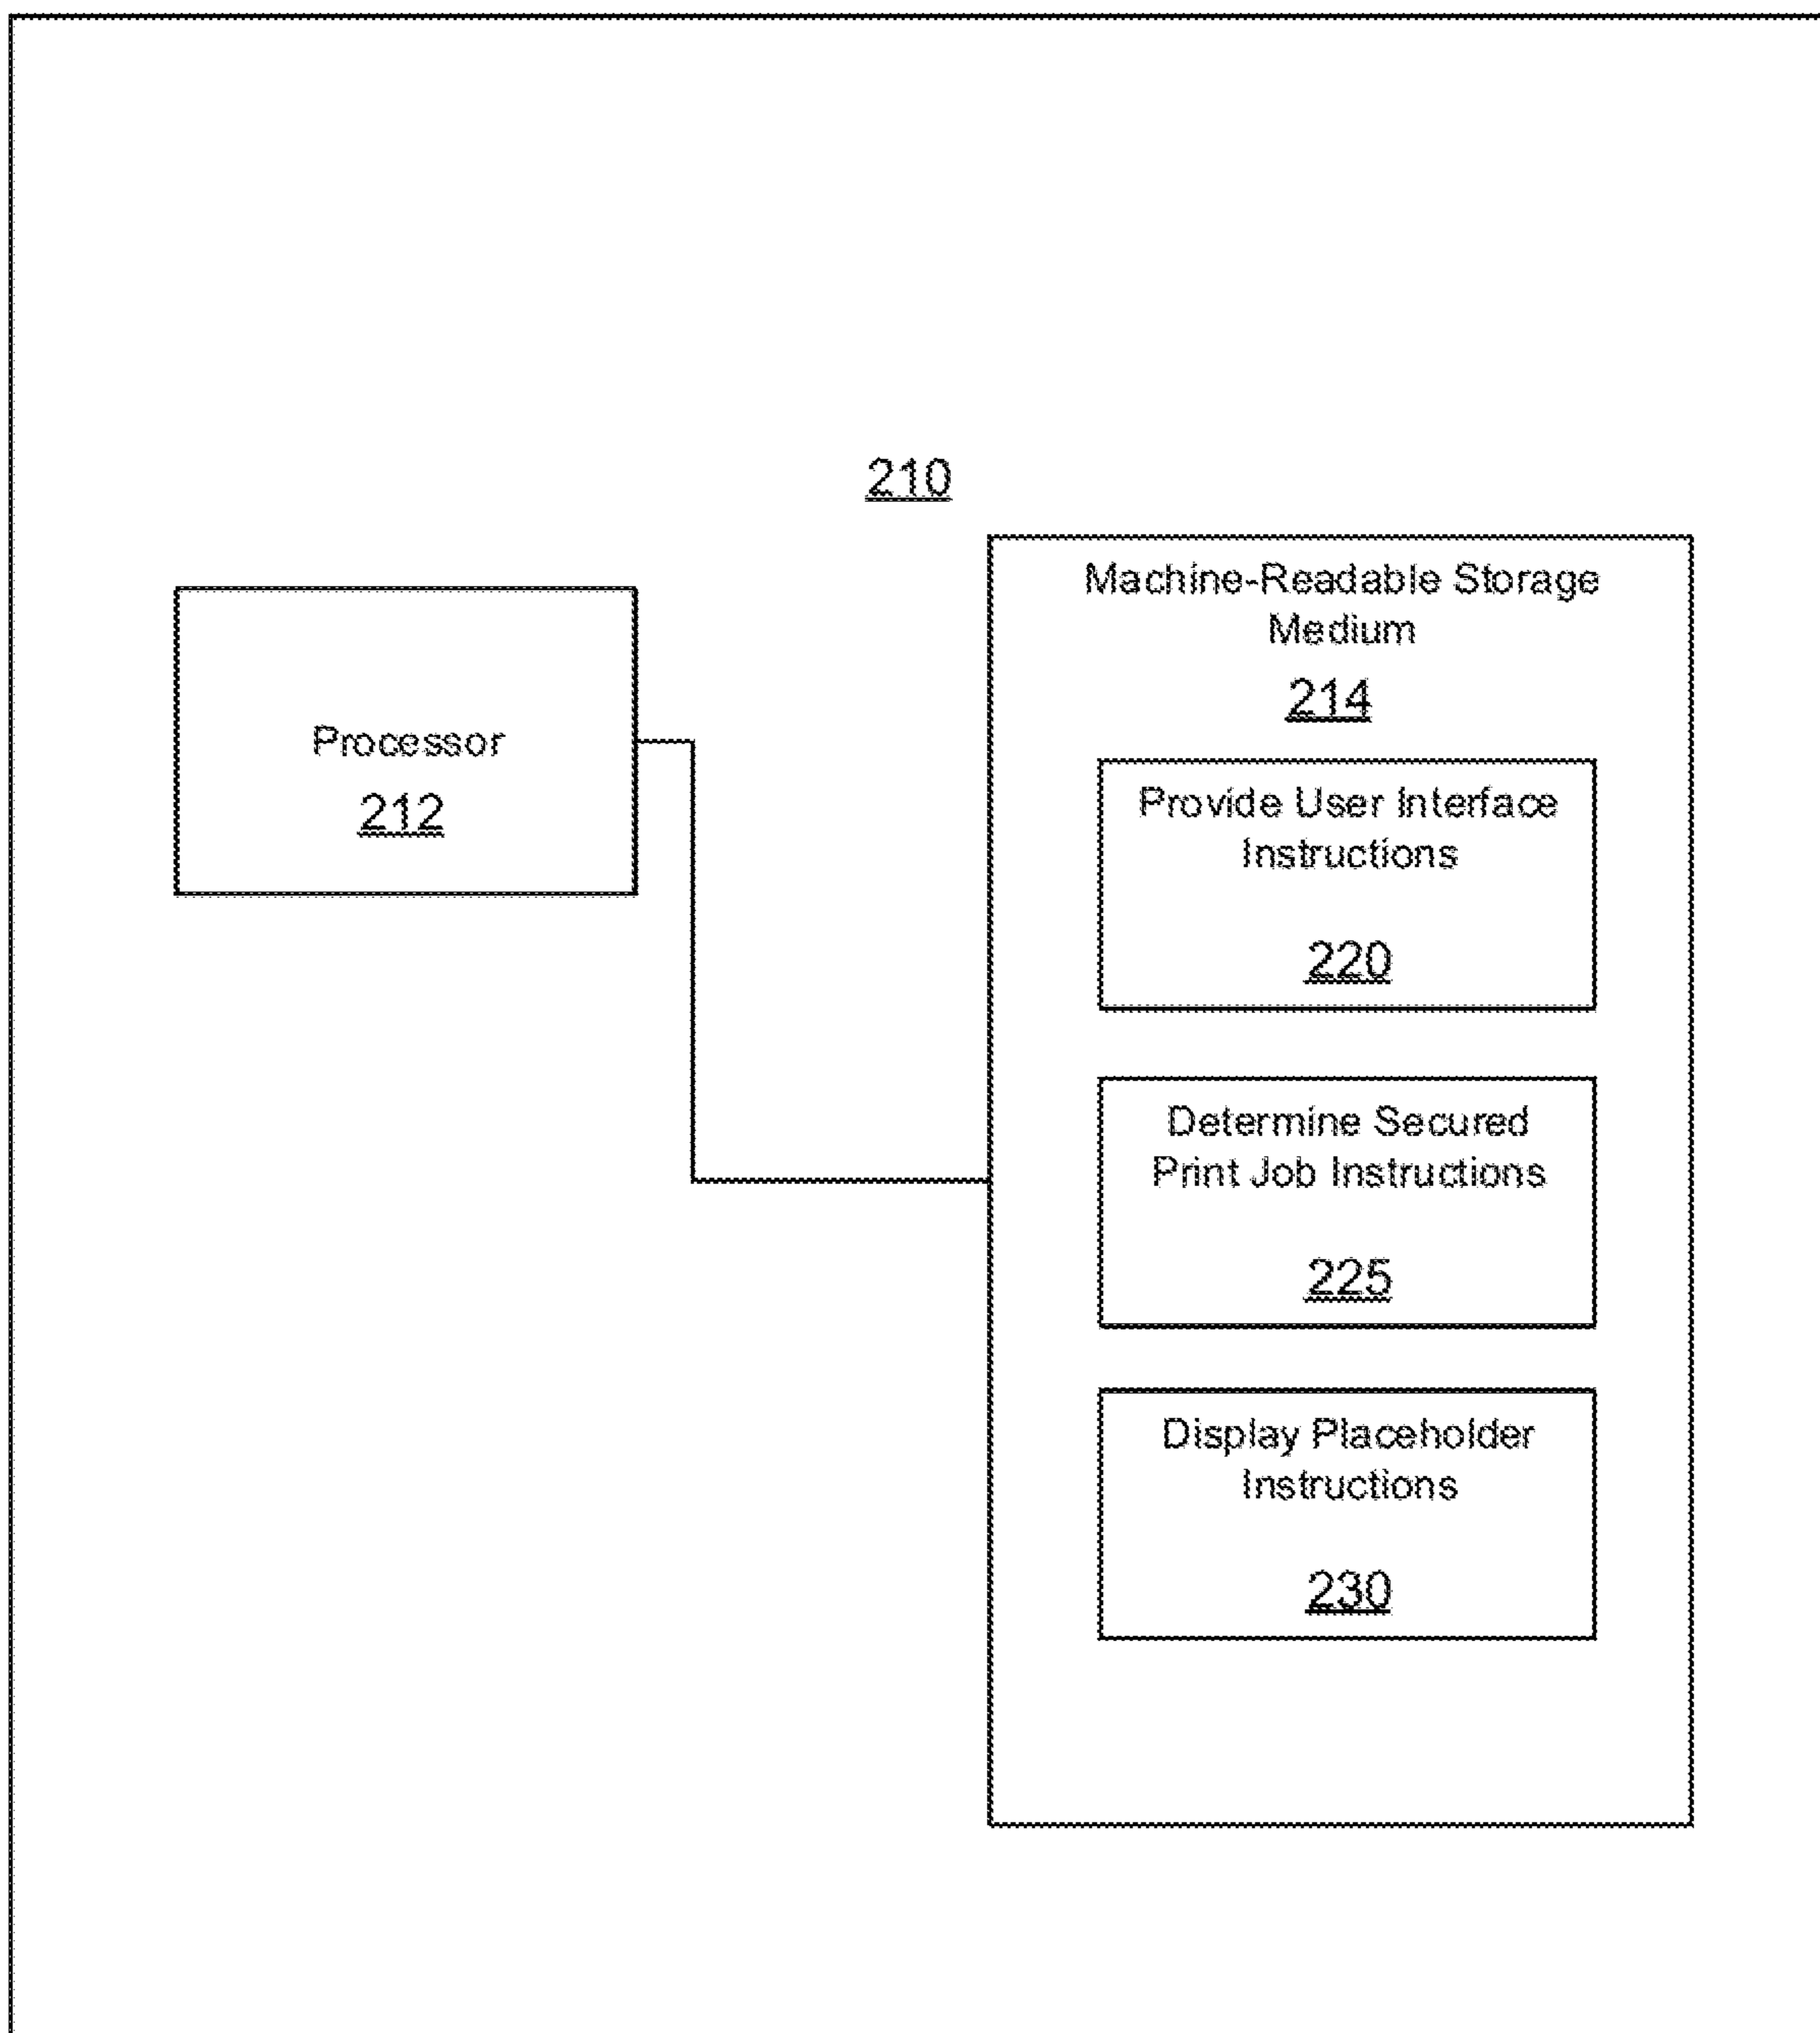 210
Processor
212
Machine-Readable Storage
Medium
214
Provide User Interface
Instructions
220
Determine Secured
Print Job Instructions
225
Display Placeholder
Instructions
230